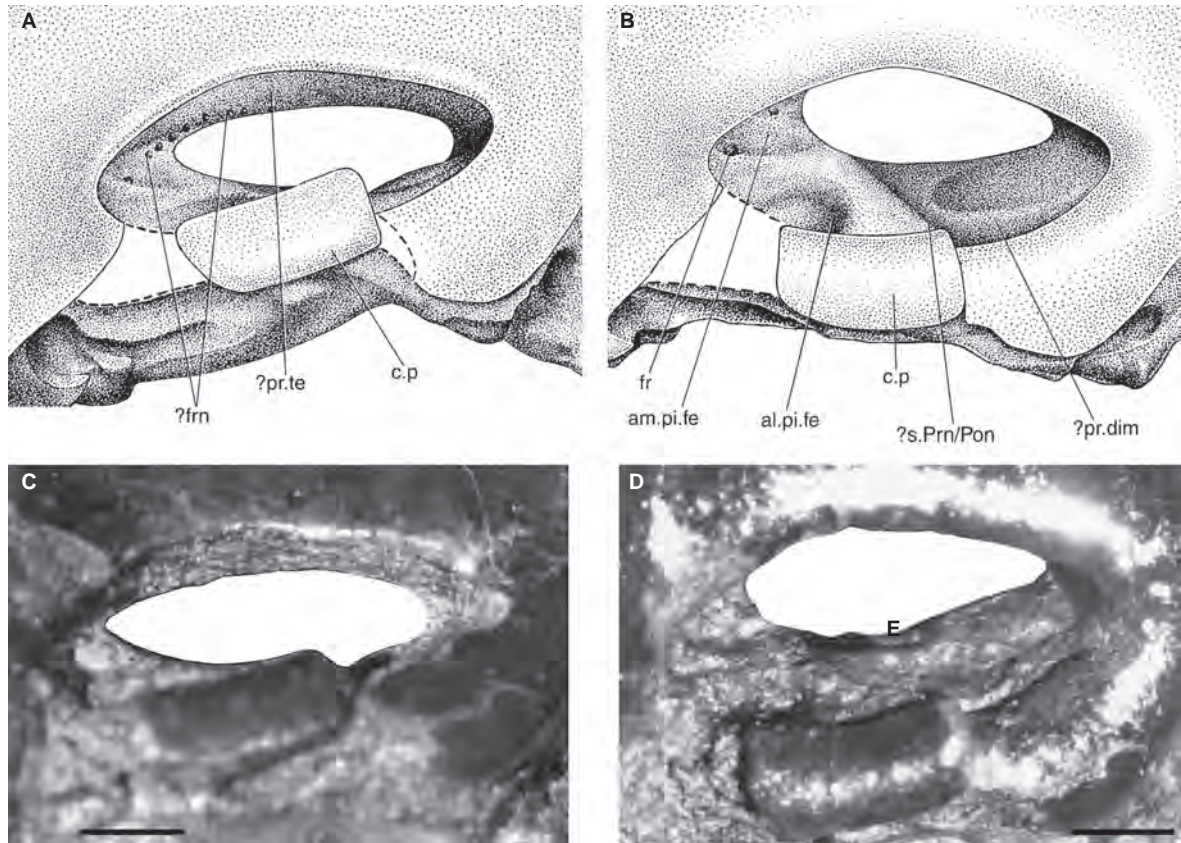 A
B
?frn
?pr.te
c.p
fr
am.pi.fe
al.pi.fe
c.p
?s.Prn/Pon
?pr.dim
C
D
E